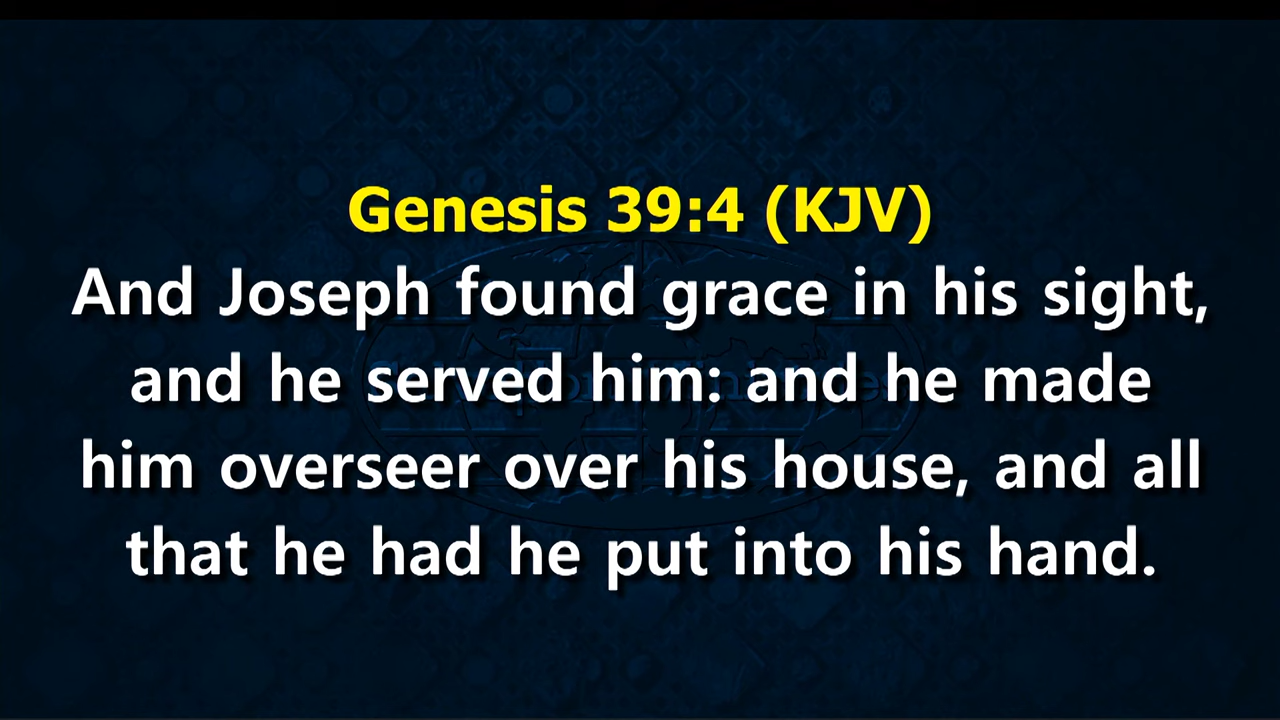 Genesis 39:4 (KJV)
And Joseph found grace in his sight,
and he served him: and he made
him overseer over his house, and all
that he had he put into his hand.